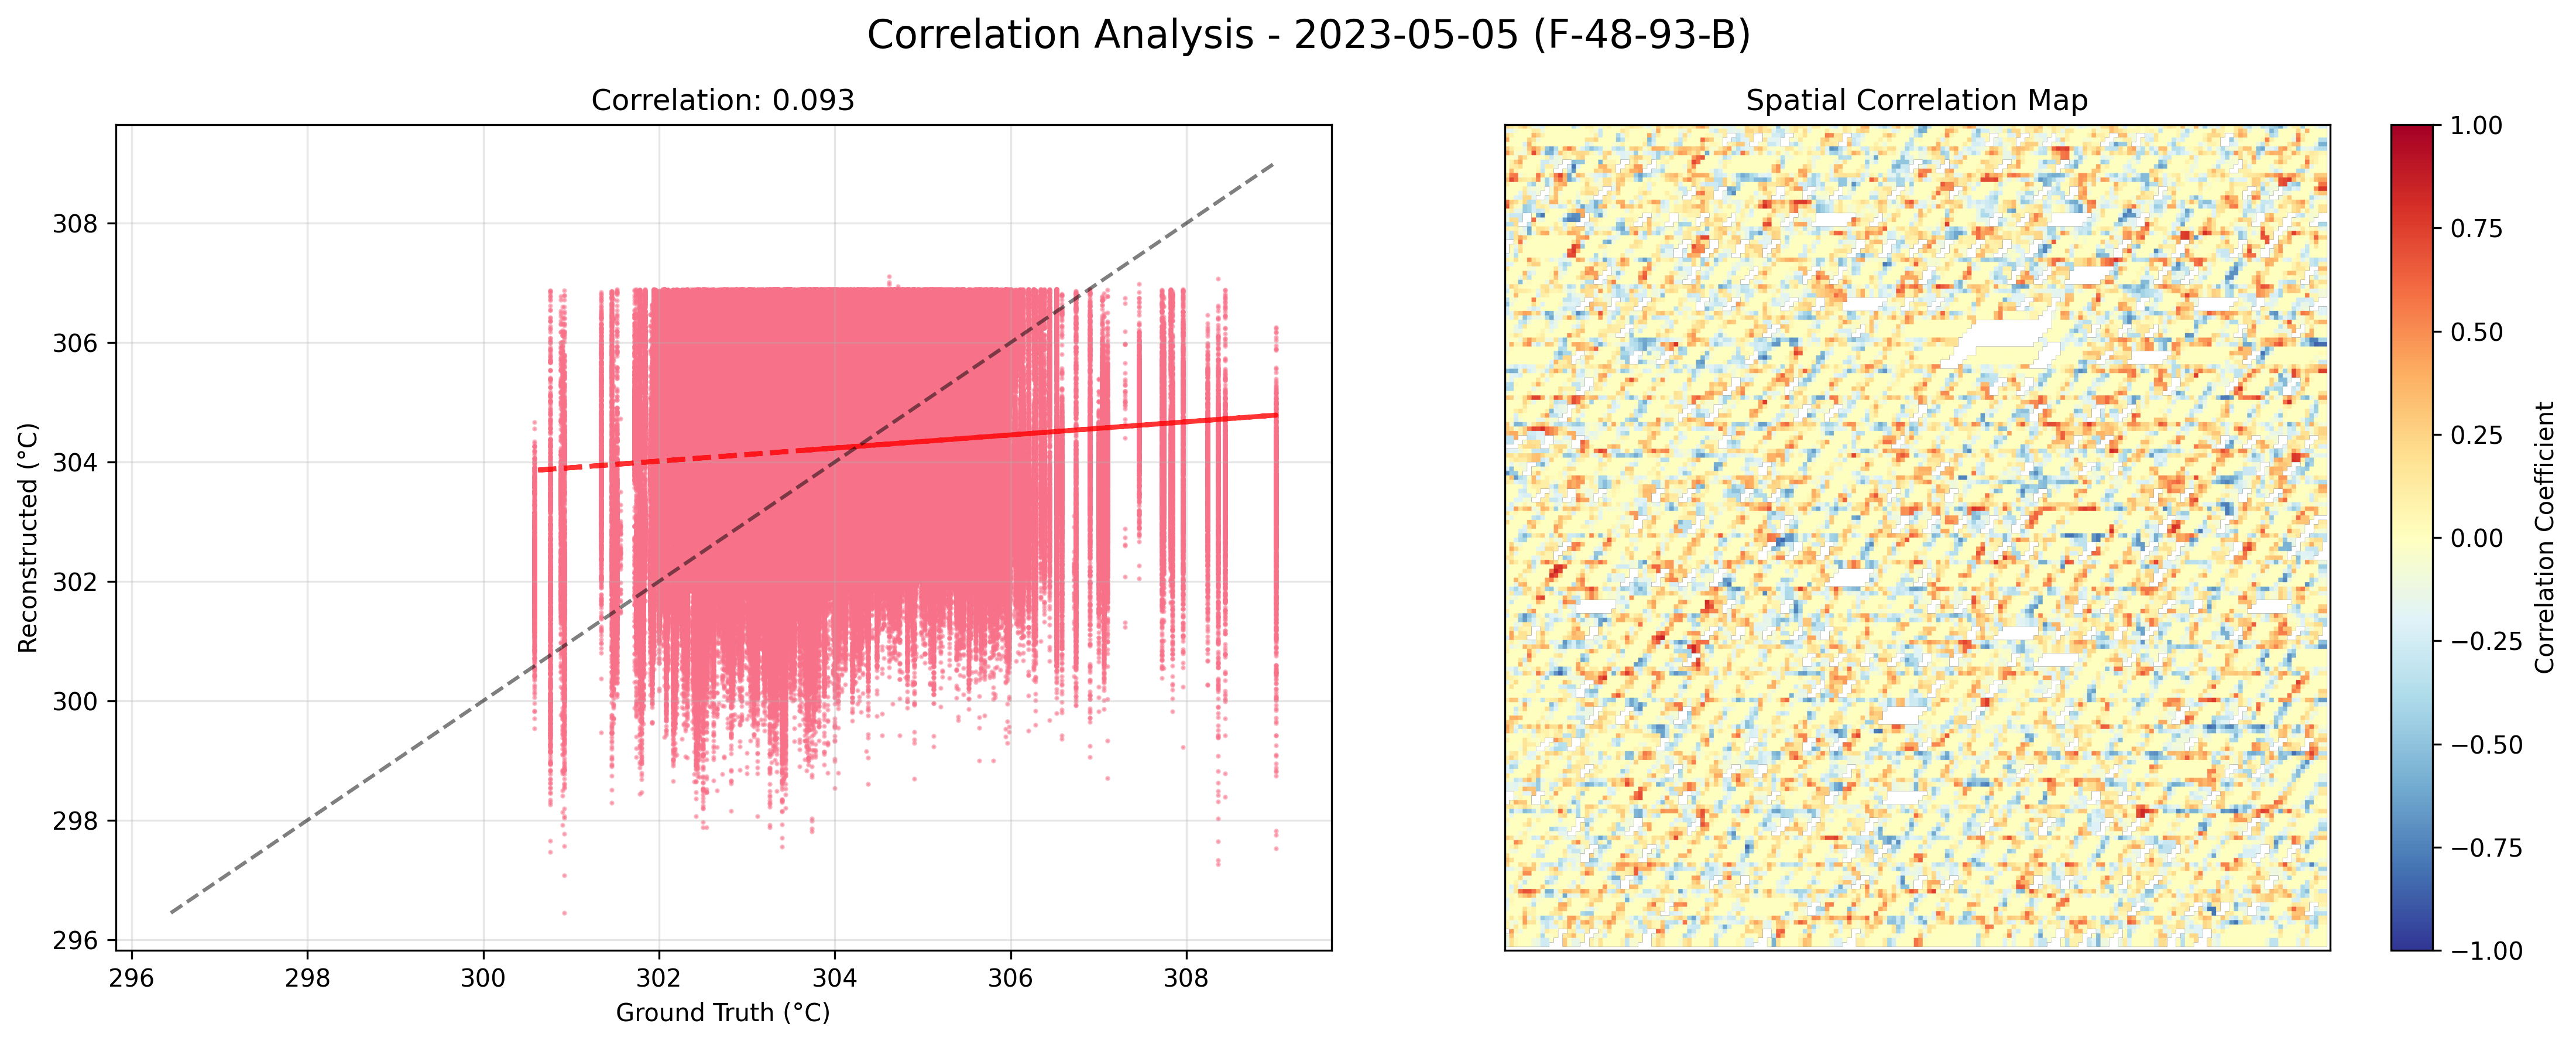 Correlation Analysis - 2023-05-05 (F-48-93-B)
Correlation: 0.093
308
306
304
302
300
298
296
Reconstructed (°C)
296 298 300 302 304 306 308
Ground Truth (°C)
Spatial Correlation Map
1.00
0.75
0.50
0.25
0.00
−0.25
−0.50
−0.75
−1.00
Correlation Coefficient